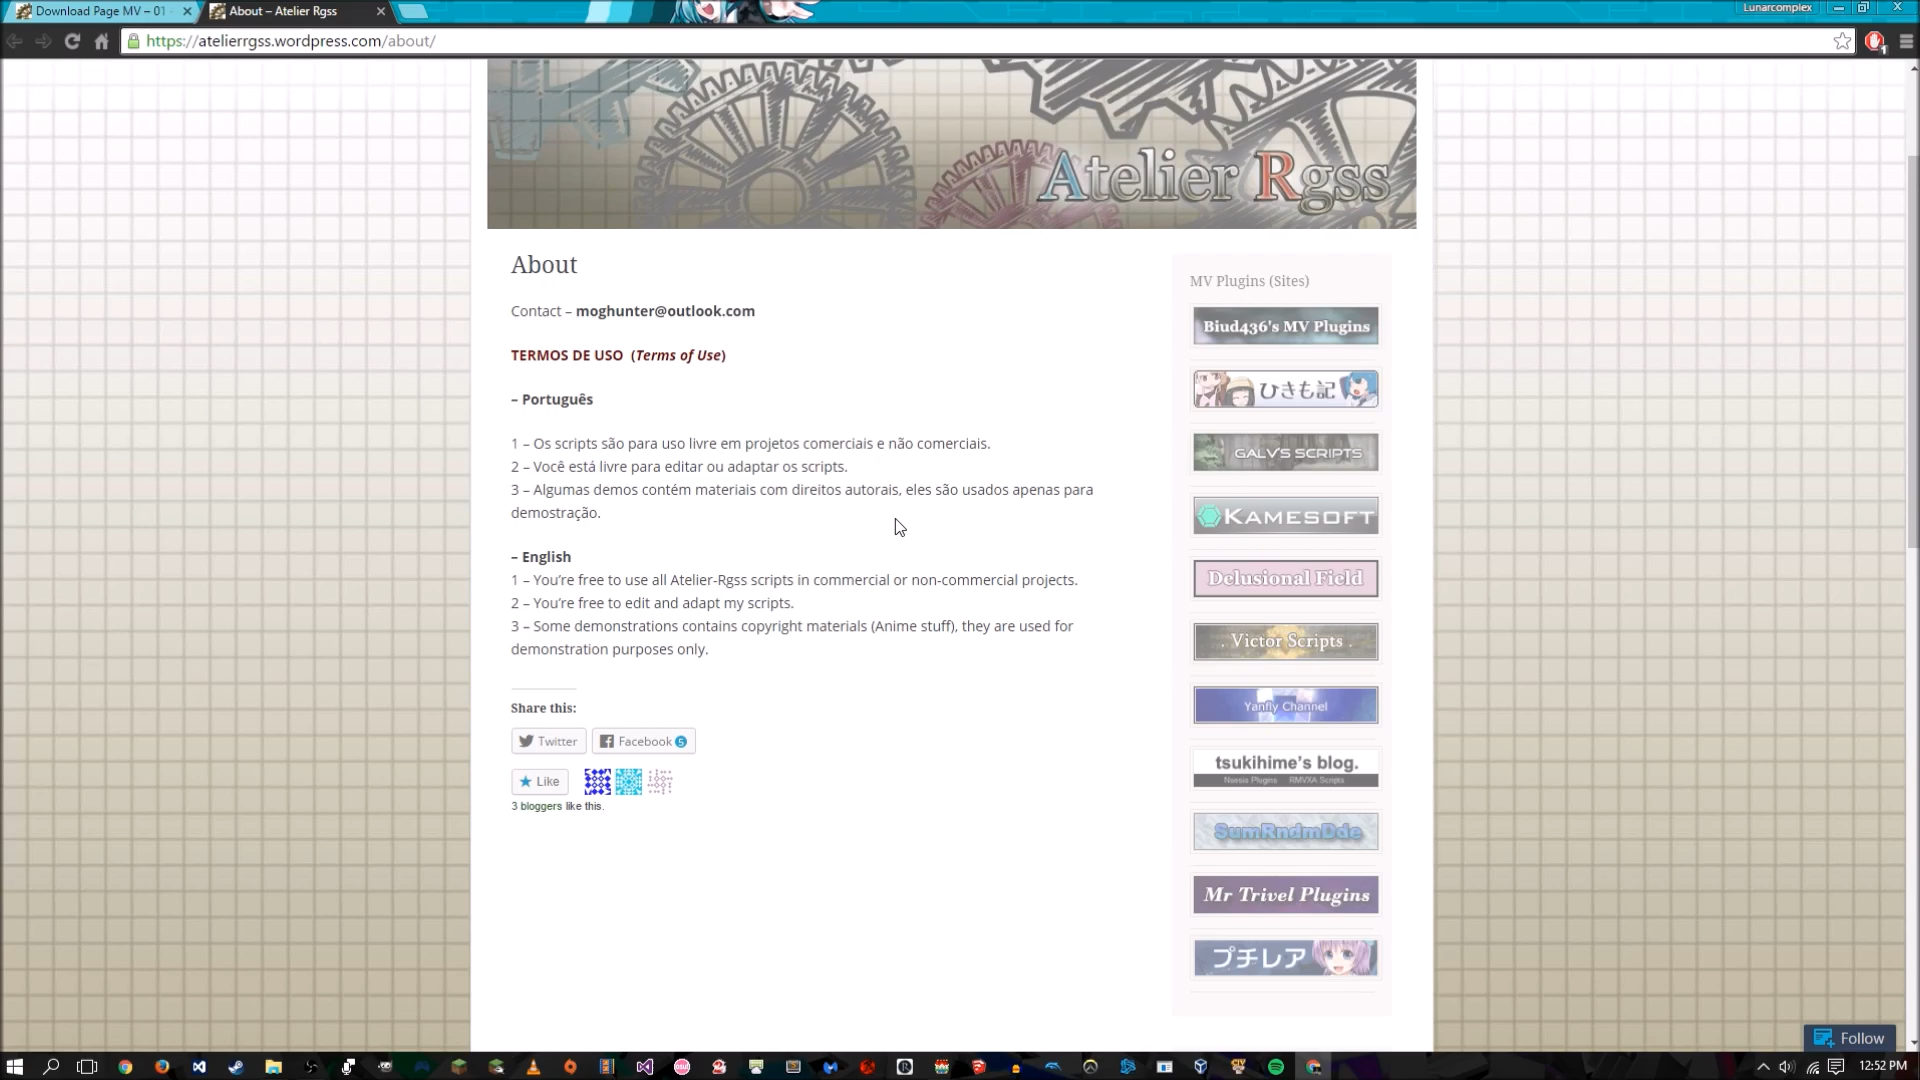 Download Page MV – 01
About – Atelier Rgss
Lunarcomplex
https://atelierrgss.wordpress.com/about/
1
Atelier Rgss
About
Contact – moghunter@outlook.com
TERMOS DE USO (Terms of Use)
– Português
1 – Os scripts são para uso livre em projetos comerciais e não comerciais.
2 – Você está livre para editar ou adaptar os scripts.
3 – Algumas demos contém materiais com direitos autorais, eles são usados apenas para
demostração.
– English
1 – You're free to use all Atelier-Rgss scripts in commercial or non-commercial projects.
2 – You're free to edit and adapt my scripts.
3 – Some demonstrations contains copyright materials (Anime stuff), they are used for
demonstration purposes only.
Share this:
Twitter
Facebook 5
Like
3 bloggers like this.
MV Plugins (Sites)
Biud436's MV Plugins
ひきも記
GALV'S SCRIPTS
KAMESOFT
Delusional Field
. Victor Scripts .
Yanfly Channel
tsukihime's blog.
RMVXA Scripts
SumRndmDde
Mr Trivel Plugins
プチレア
Follow
12:52 PM